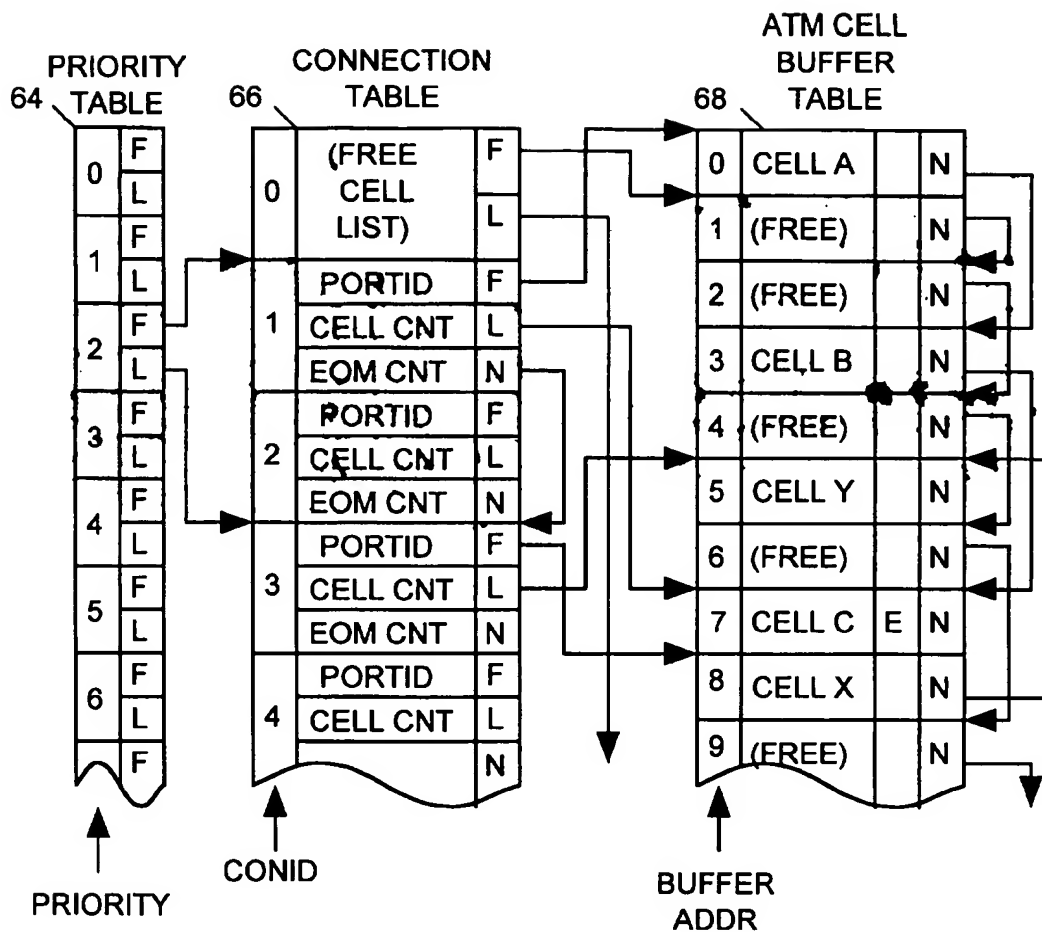 PRIORITY
TABLE
64
0 F
L
1 F
L
2 F
L
3 F
L
4 F
L
5 F
L
6 F
L
F
PRIORITY
CONNECTION
TABLE
66
0 (FREE F
CELL
LIST) L
1 PORTID F
CELL CNT L
EOM CNT N
2 PORTID F
CELL CNT L
EOM CNT N
3 PORTID F
CELL CNT L
EOM CNT N
4 PORTID F
CELL CNT L
N
CONID
ATM CELL
BUFFER
TABLE
68
0 CELL A N
1 (FREE) N
2 (FREE) N
3 CELL B N
4 (FREE) N
5 CELL Y N
6 (FREE) N
7 CELL C E N
8 CELL X N
9 (FREE) N
BUFFER
ADDR